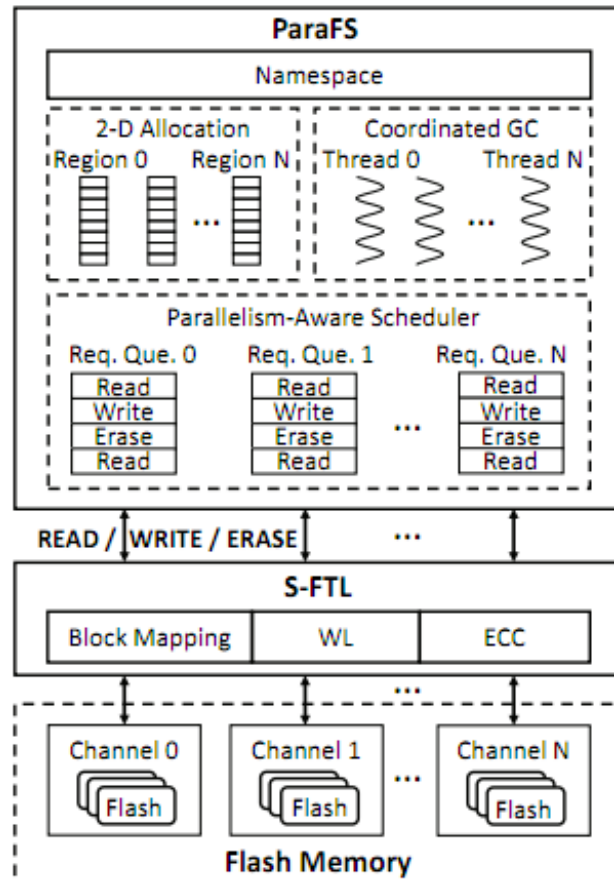 ParaFS
Namespace
2-D Allocation
Region 0 Region N
...
Coordinated GC
Thread 0 Thread N
...
Parallelism-Aware Scheduler
Req. Que. 0 Req. Que. 1 Req. Que. N
Read Read Read
Write Write Write
Erase Erase ... Erase
Read Read Read
READ / WRITE / ERASE ...
S-FTL
Block Mapping WL ECC
...
Channel 0 Channel 1 Channel N
...
Flash Flash Flash
Flash Memory